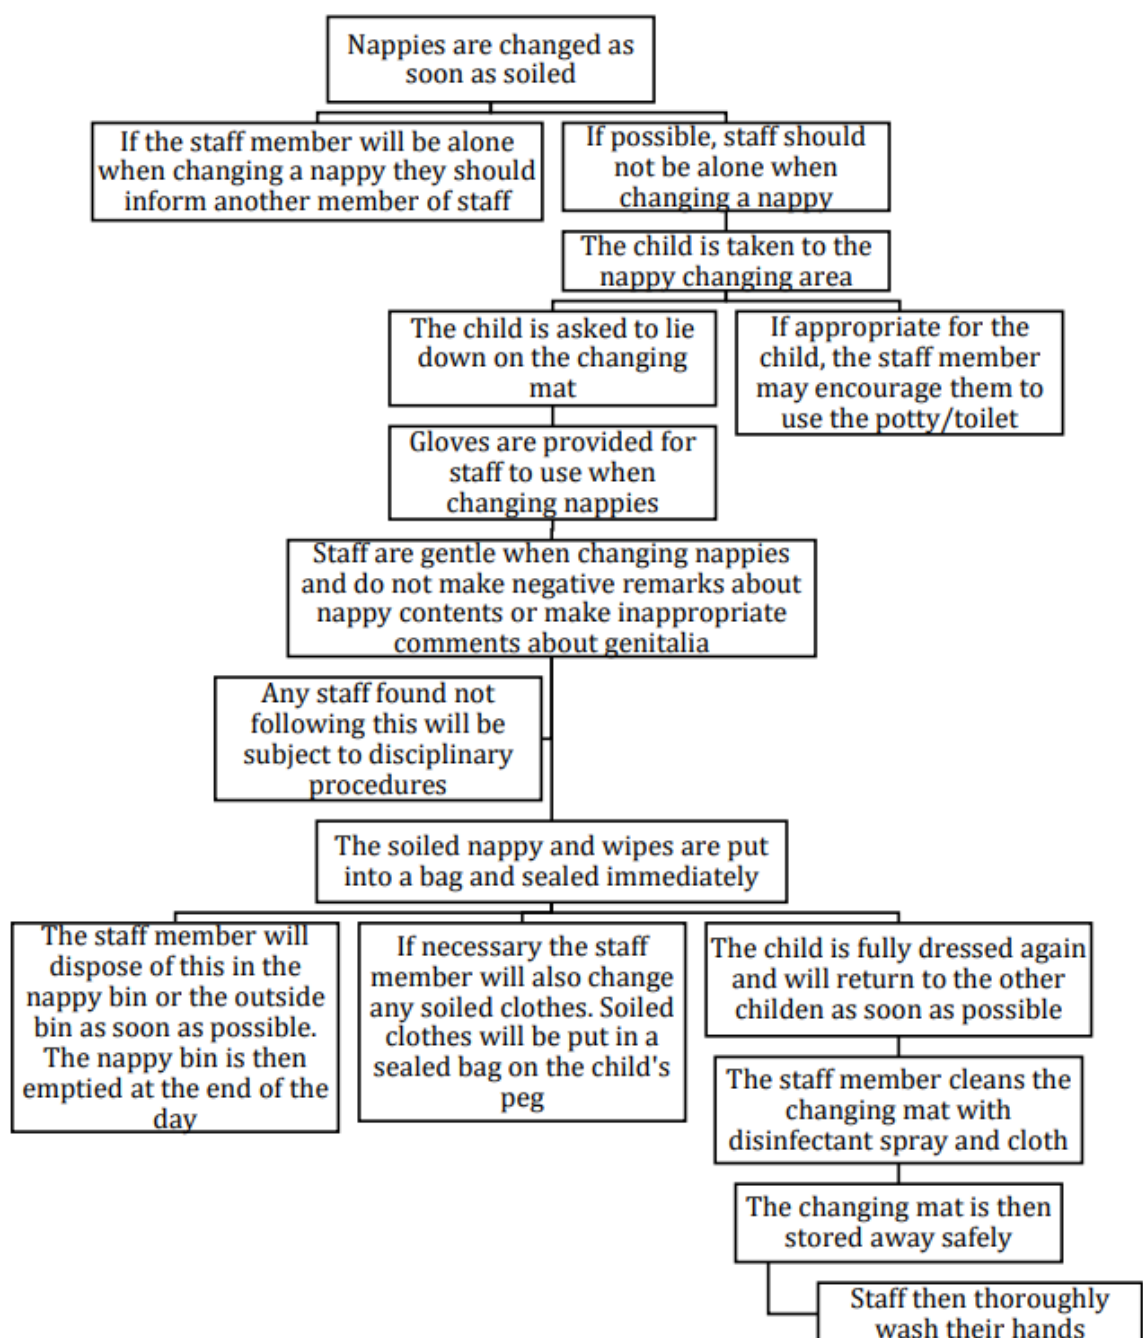 Nappies are changed as
soon as soiled
If the staff member will be alone
when changing a nappy they should
inform another member of staff
If possible, staff should
not be alone when
changing a nappy
The child is taken to the
nappy changing area
The child is asked to lie
down on the changing
mat
If appropriate for the
child, the staff member
may encourage them to
use the potty/toilet
Gloves are provided for
staff to use when
changing nappies
Staff are gentle when changing nappies
and do not make negative remarks about
nappy contents or make inappropriate
comments about genitalia
Any staff found not
following this will be
subject to disciplinary
procedures
The soiled nappy and wipes are put
into a bag and sealed immediately
The staff member will
dispose of this in the
nappy bin or the outside
bin as soon as possible.
The nappy bin is then
emptied at the end of the
day
If necessary the staff
member will also change
any soiled clothes. Soiled
clothes will be put in a
sealed bag on the child's
peg
The child is fully dressed again
and will return to the other
childen as soon as possible
The staff member cleans the
changing mat with
disinfectant spray and cloth
The changing mat is then
stored away safely
Staff then thoroughly
wash their hands